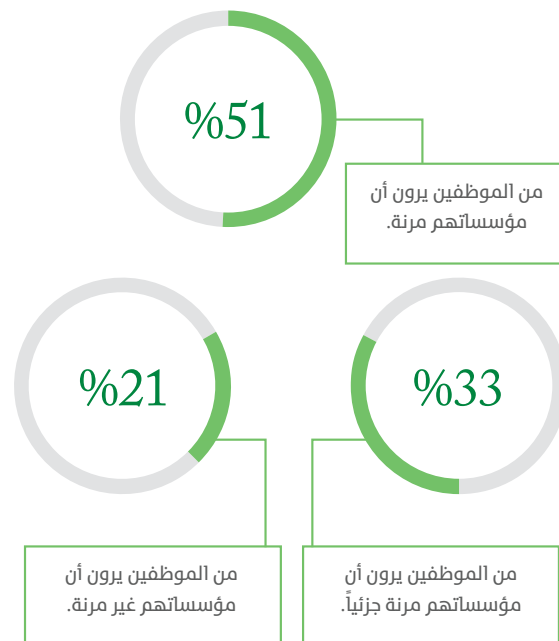 %51
من الموظفين يرون أن
مؤسساتهم مرنة.
%33
من الموظفين يرون أن
مؤسساتهم مرنة جزئياً.
%21
من الموظفين يرون أن
مؤسساتهم غير مرنة.